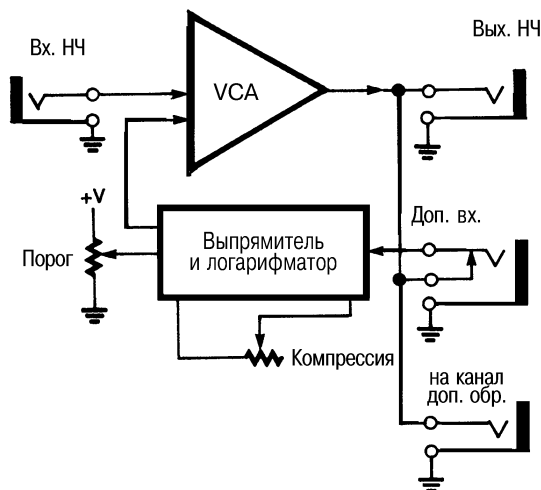 Вх. НЧ
Вых. НЧ
VCA
+V
Порог
Выпрямитель
и логарифматор
Доп. вх.
Компрессия
на канал
доп. обр.